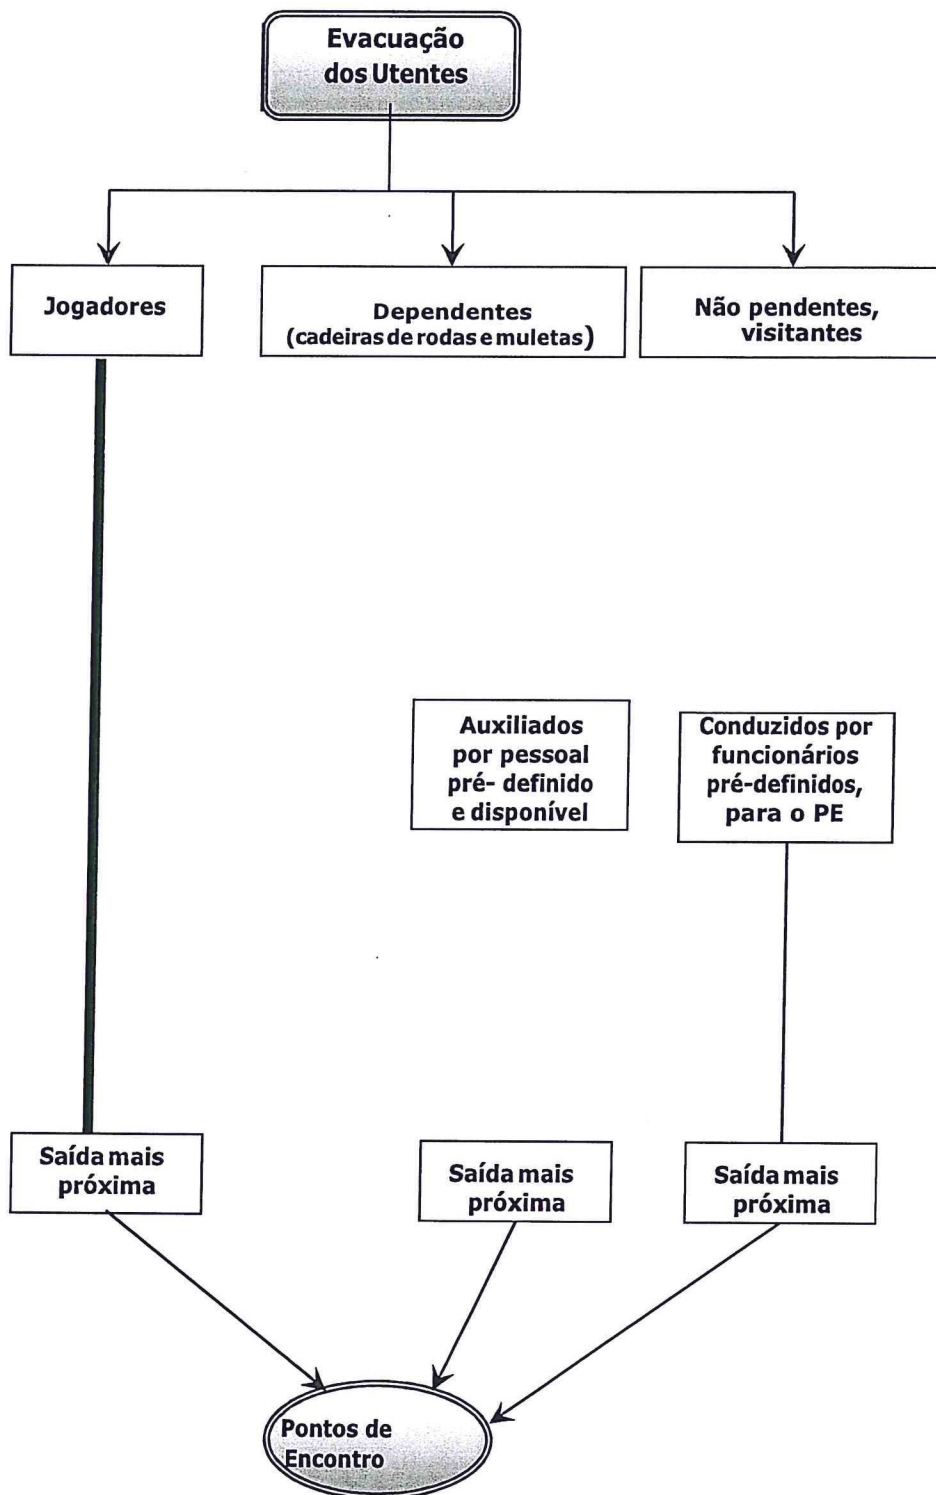 Evacuação
dos Utentes
Jogadores
Dependentes
(cadeiras de rodas e muletas)
Não pendentes,
visitantes
Auxiliados
por pessoal
pré- definido
e disponível
Conduzidos por
funcionários
pré-definidos,
para o PE
Saída mais
próxima
Saída mais
próxima
Saída mais
próxima
Pontos de
Encontro